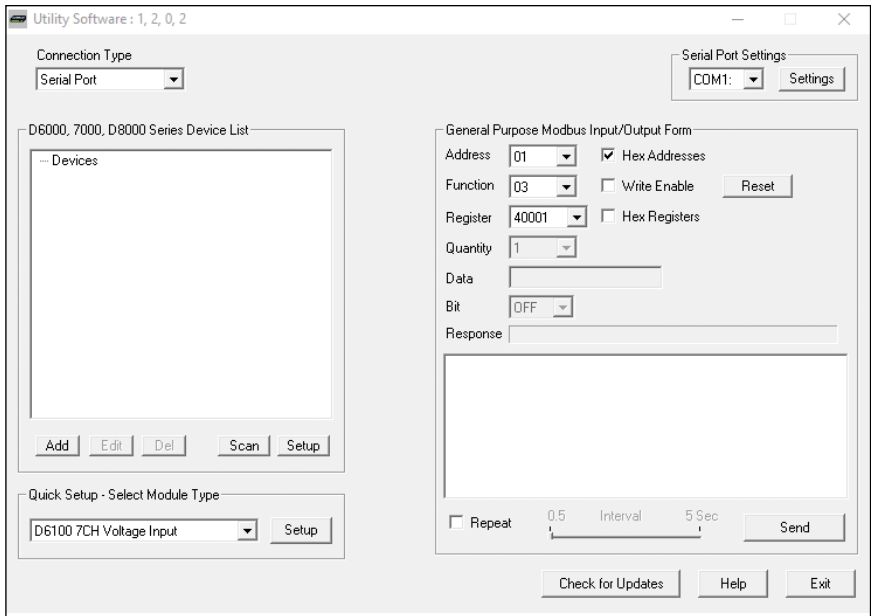 Utility Software : 1, 2, 0, 2
Connection Type
Serial Port
Serial Port Settings
COM1:
Settings
D6000, 7000, D8000 Series Device List
Devices
Add
Edit
Del
Scan
Setup
Quick Setup - Select Module Type
D6100 7CH Voltage Input
Setup
General Purpose Modbus Input/Output Form
Address 01 Hex Addresses
Function 03 Write Enable Reset
Register 40001 Hex Registers
Quantity 1
Data
Bit OFF
Response
Repeat 0.5 Interval 5 Sec
Send
Check for Updates Help Exit